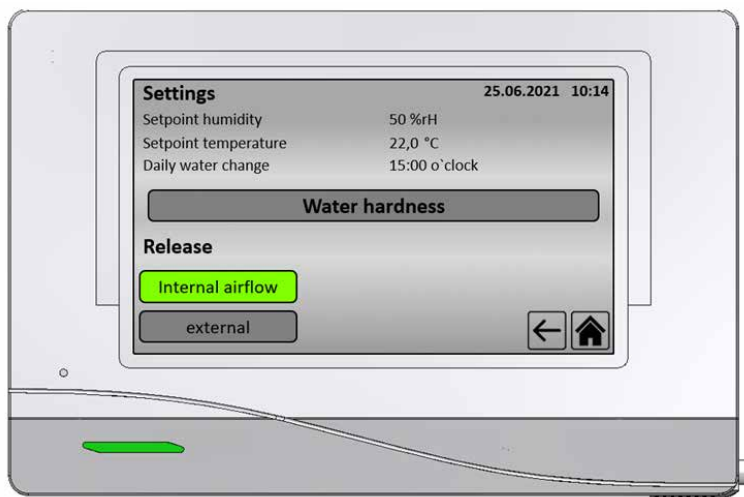 Settings 25.06.2021 10:14
Setpoint humidity 50 %rH
Setpoint temperature 22,0 °C
Daily water change 15:00 o`clock
Water hardness
Release
Internal airflow
external